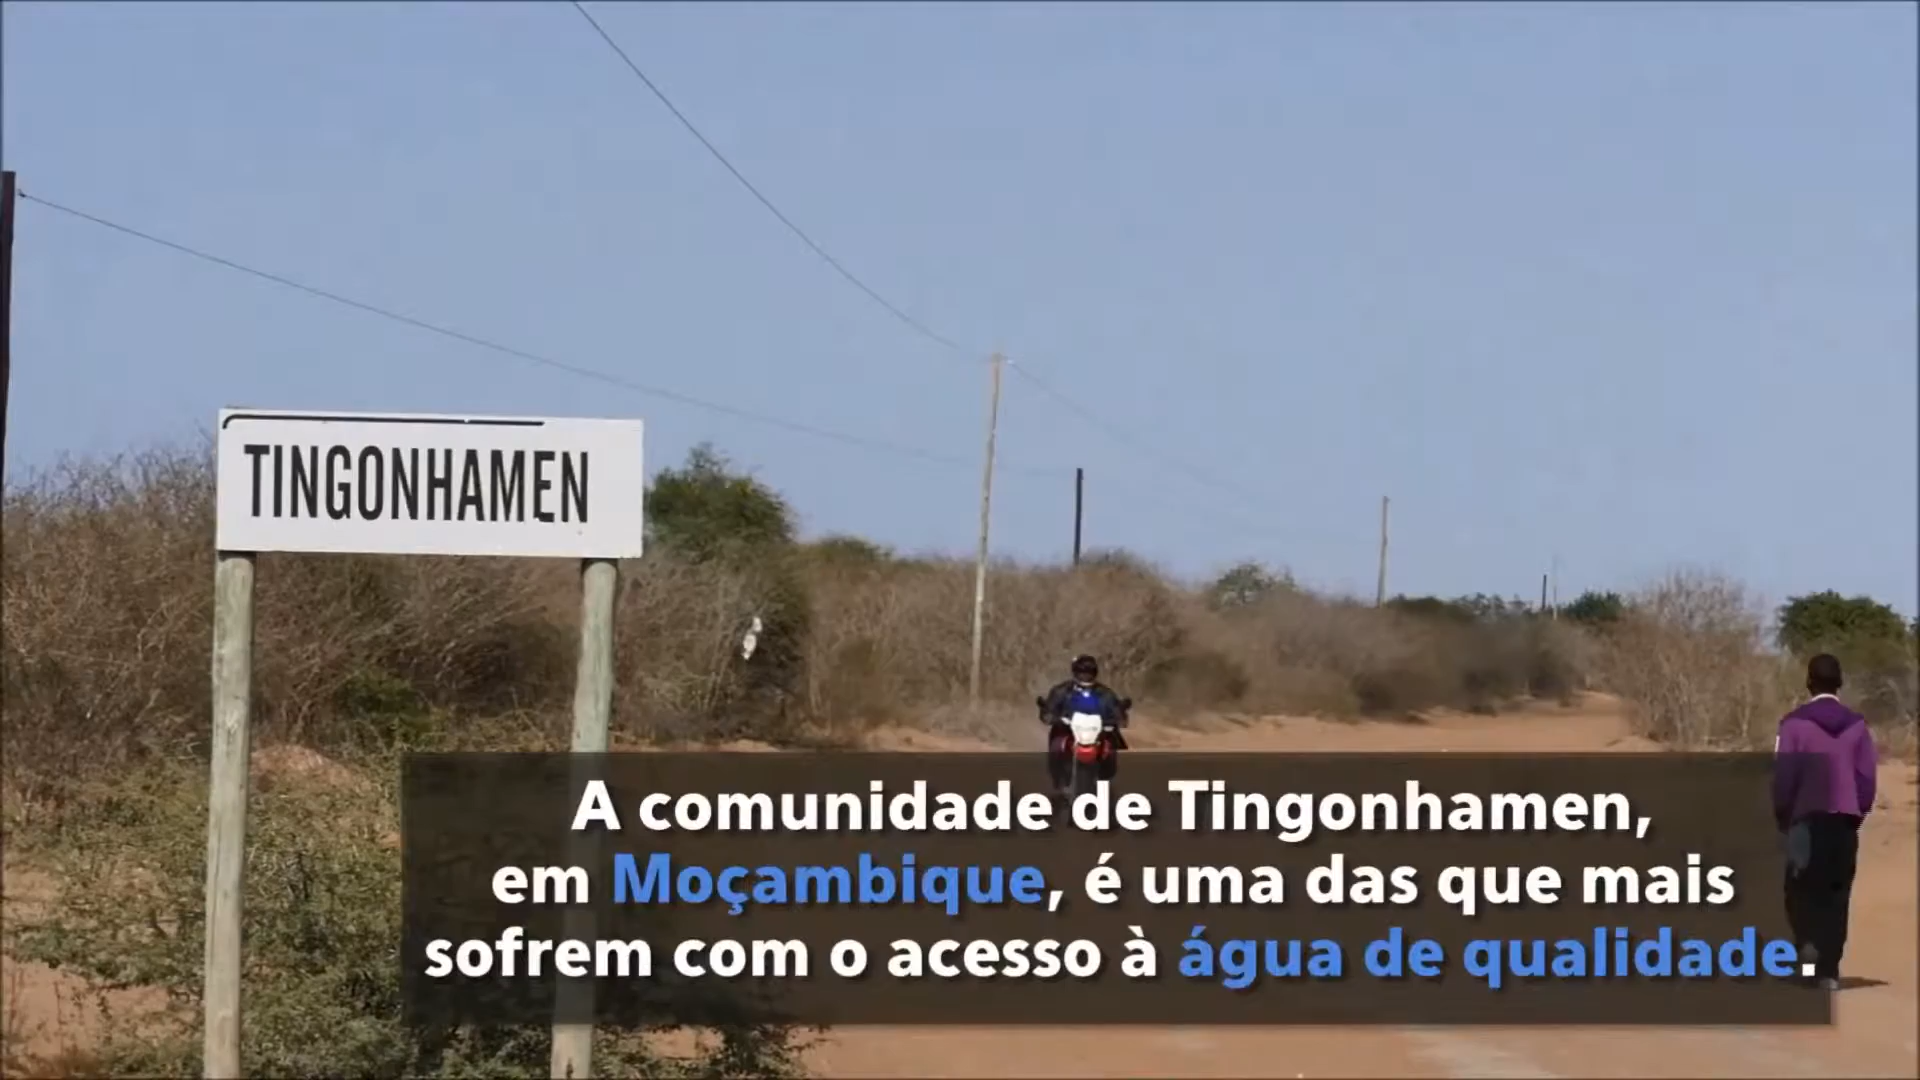 TINGONHAMEN
A comunidade de Tingonhamen,
em Moçambique, é uma das que mais
sofrem com o acesso à água de qualidade.